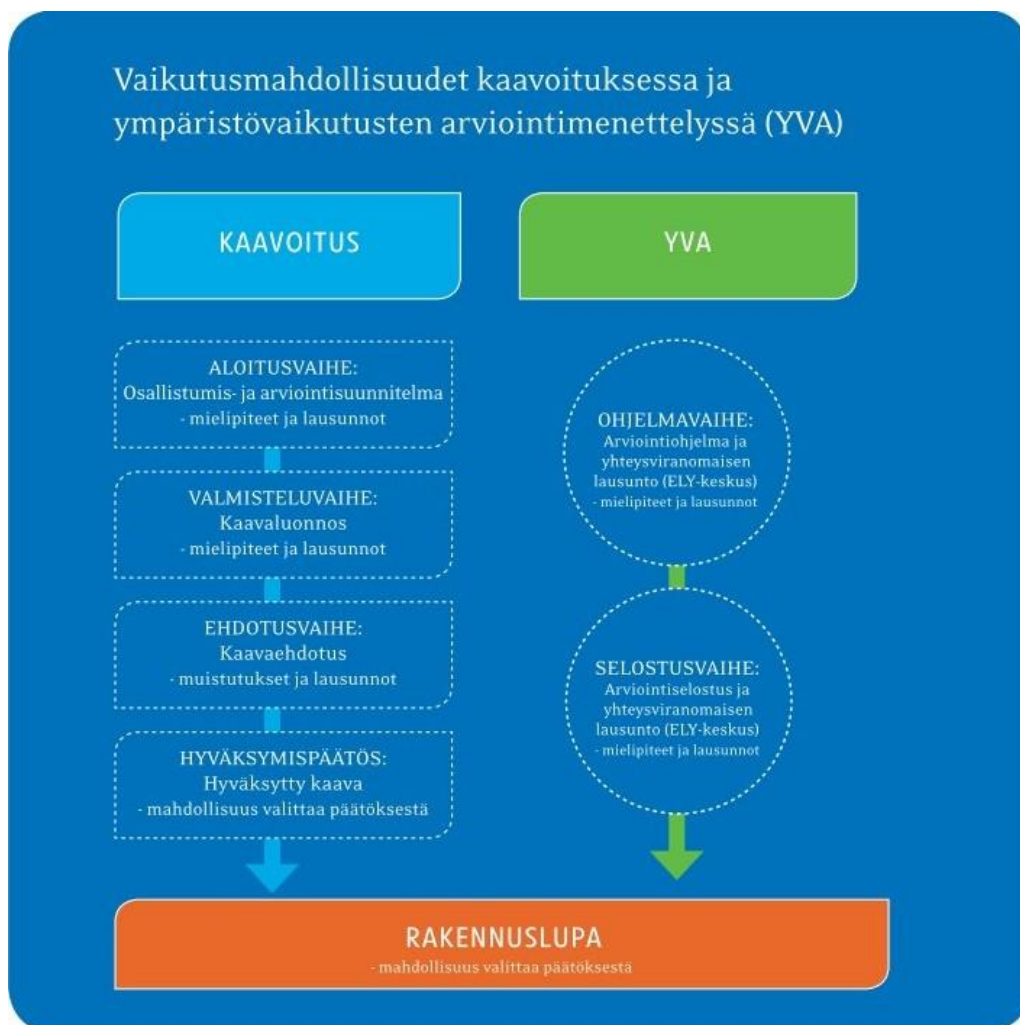 Vaikutusmahdollisuudet kaavoituksessa ja
ympäristövaikutusten arviointimenettelyssä (YVA)
KAAVOITUS
ALOITUSVAIHE:
Osallistumis- ja arviointisuunnitelma
- mielipiteet ja lausunnot
VALMISTELUVAIHE:
Kaavaluonnos
- mielipiteet ja lausunnot
EHDOTUSVAIHE:
Kaavaehdotus
- muistutukset ja lausunnot
HYVÄKSYMISPÄÄTÖS:
Hyväksytty kaava
- mahdollisuus valittaa päätöksestä
YVA
OHJELMAVAIHE:
Arviointiohjelma ja
yhteysviranomaisen
lausunto (ELY-keskus)
- mielipiteet ja lausunnot
SELOSTUSVAIHE:
Arviointiselostus ja
yhteysviranomaisen
lausunto (ELY-keskus)
- mielipiteet ja lausunnot
RAKENNUSLUPA
- mahdollisuus valittaa päätöksestä